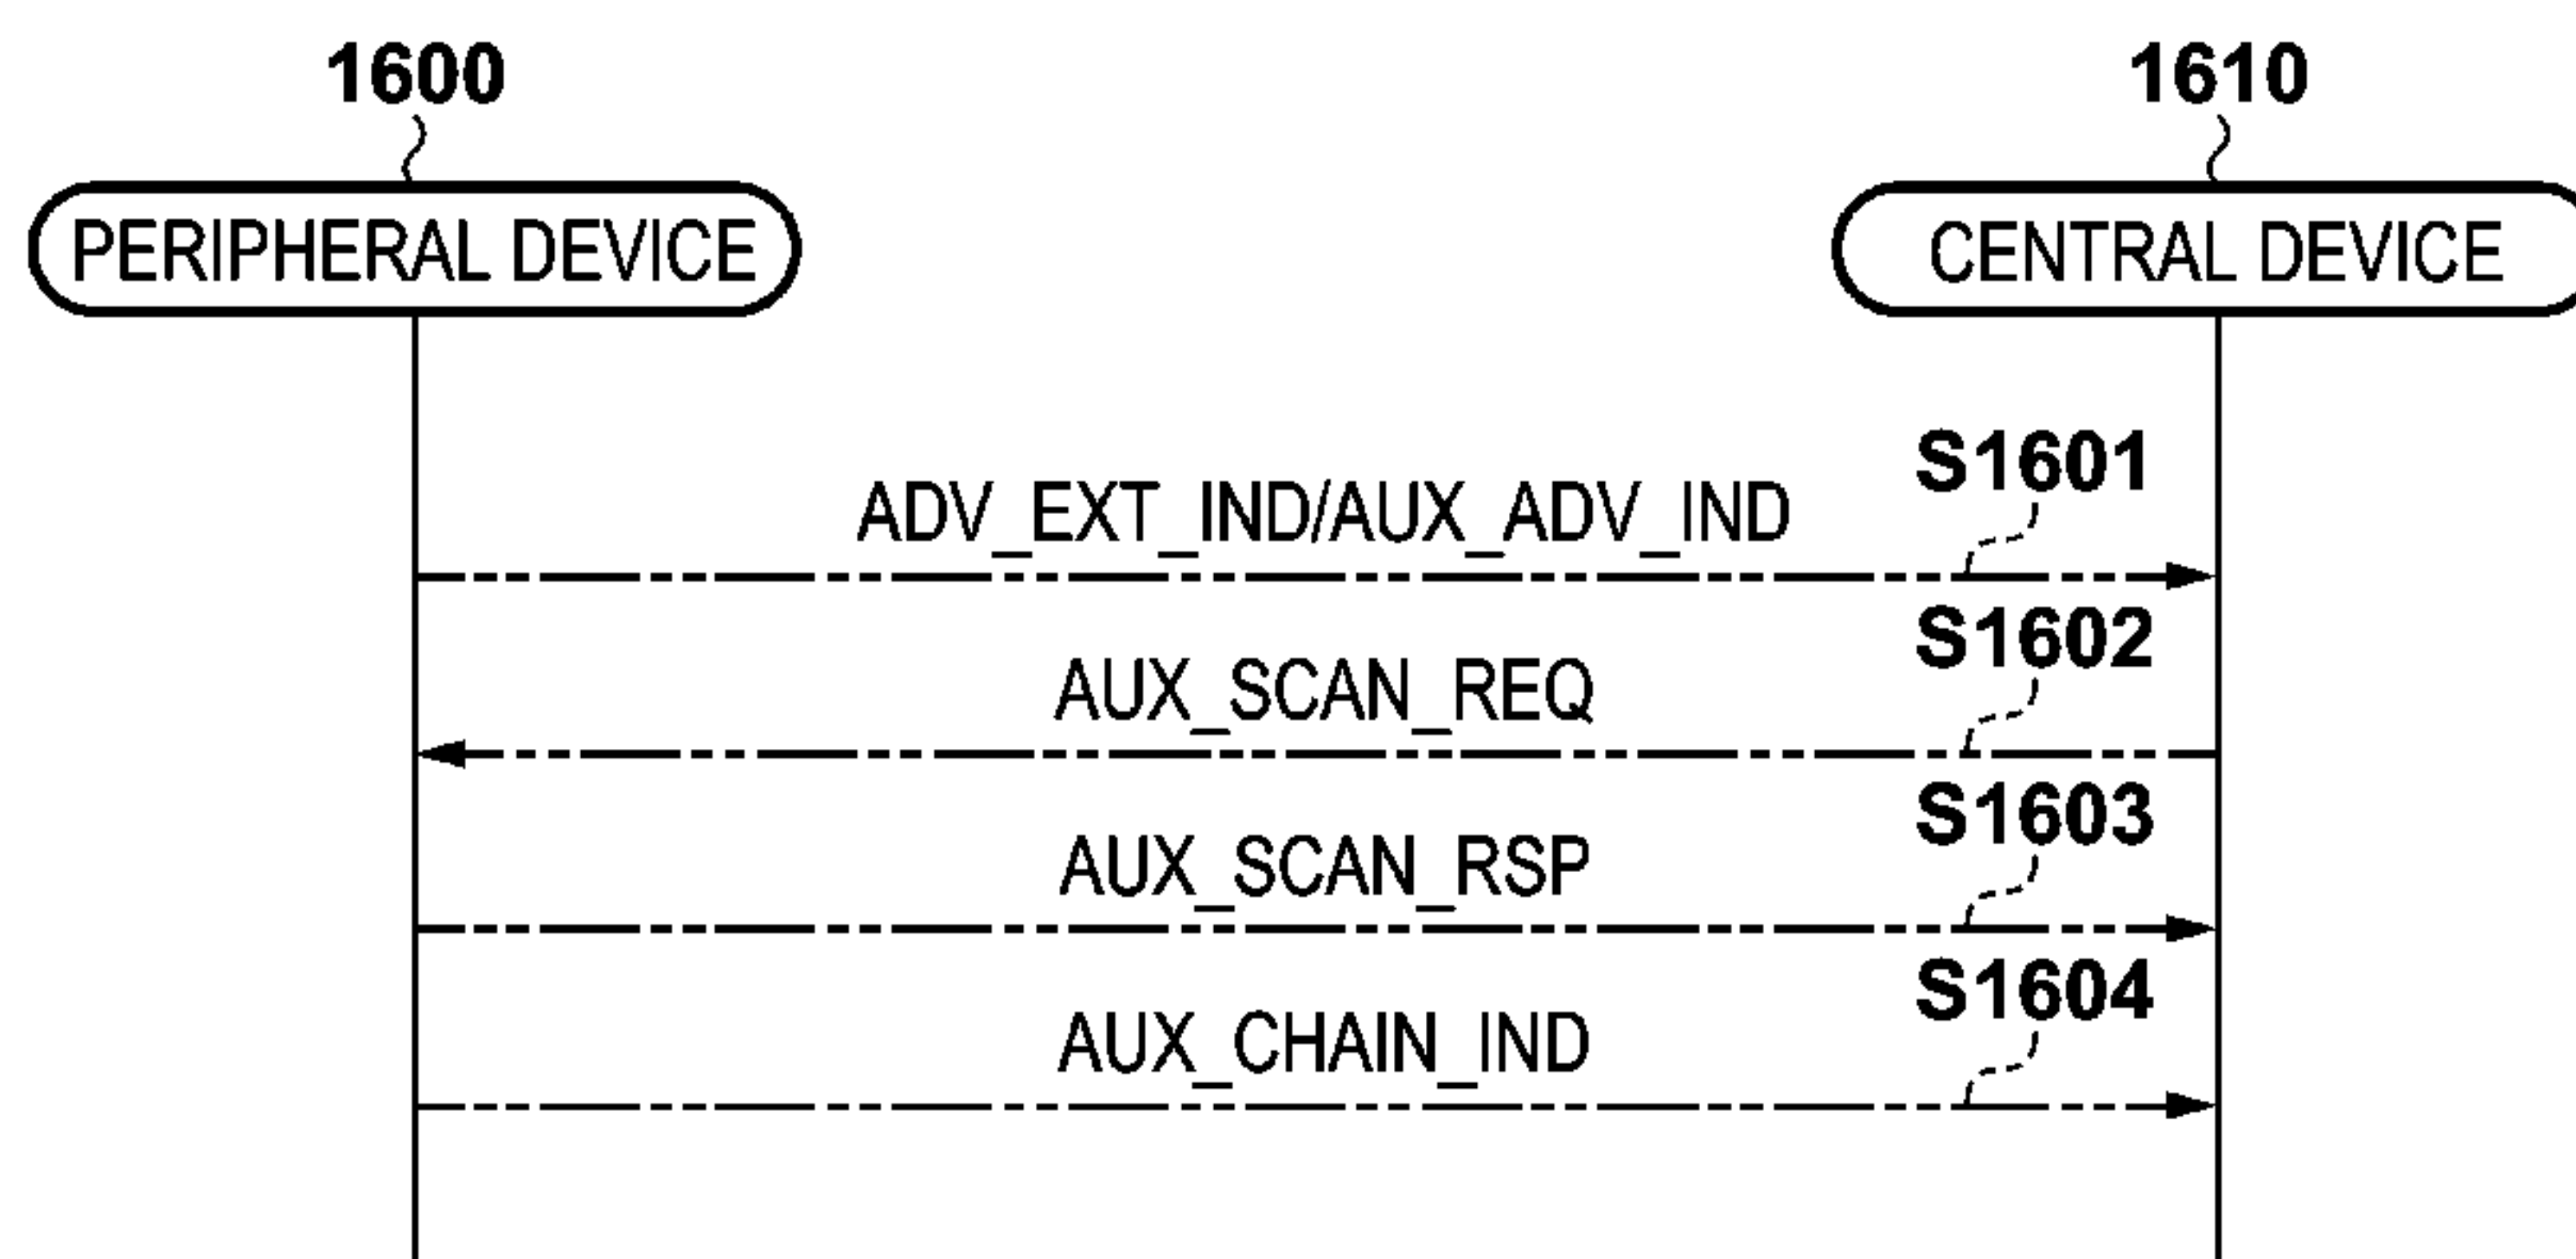 1600
1610
PERIPHERAL DEVICE
CENTRAL DEVICE
S1601
ADV_EXT_IND/AUX_ADV_IND
S1602
AUX_SCAN_REQ
S1603
AUX_SCAN_RSP
S1604
AUX_CHAIN_IND